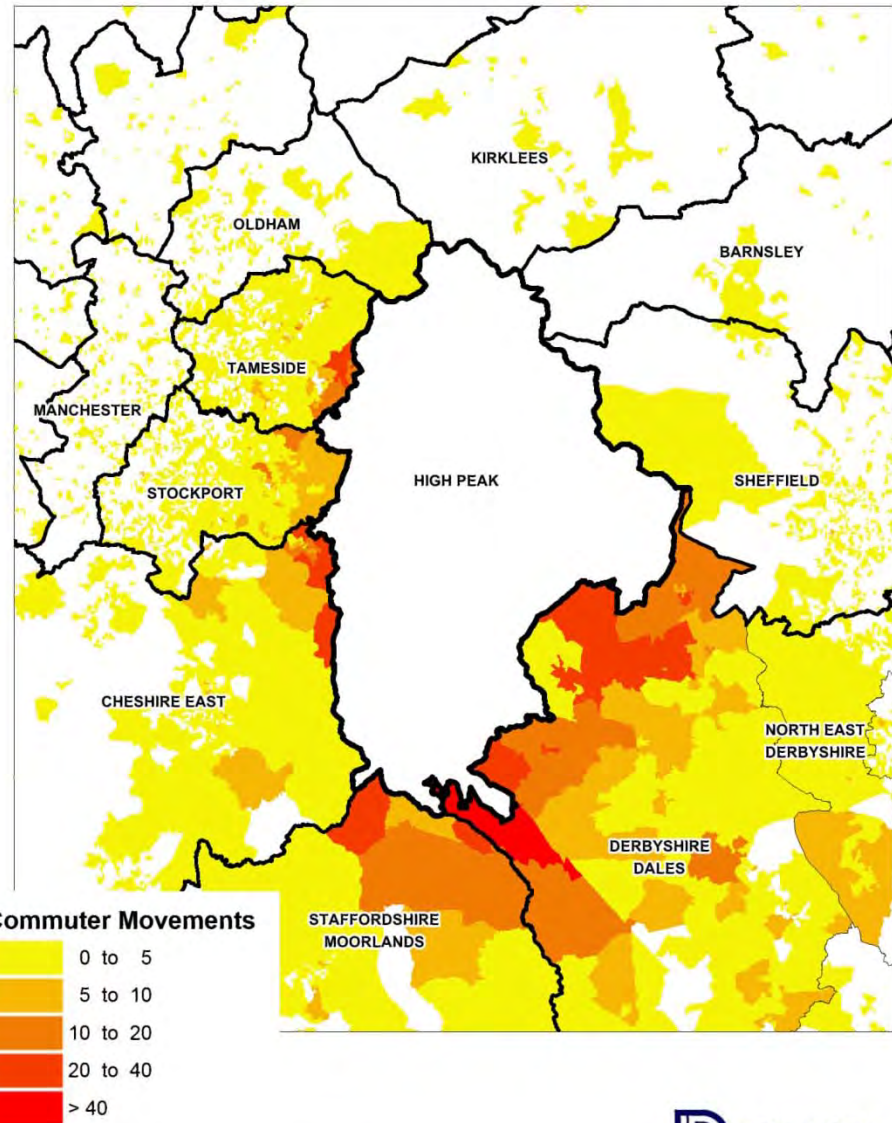 KIRKLEES
OLDHAM
BARNSLEY
TAMESIDE
MANCHESTER
HIGH PEAK
SHEFFIELD
STOCKPORT
CHESHIRE EAST
NORTH EAST
DERBYSHIRE
DERBYSHIRE
DALES
STAFFORDSHIRE
MOORLANDS
Commuter Movements
0 to 5
5 to 10
10 to 20
20 to 40
> 40